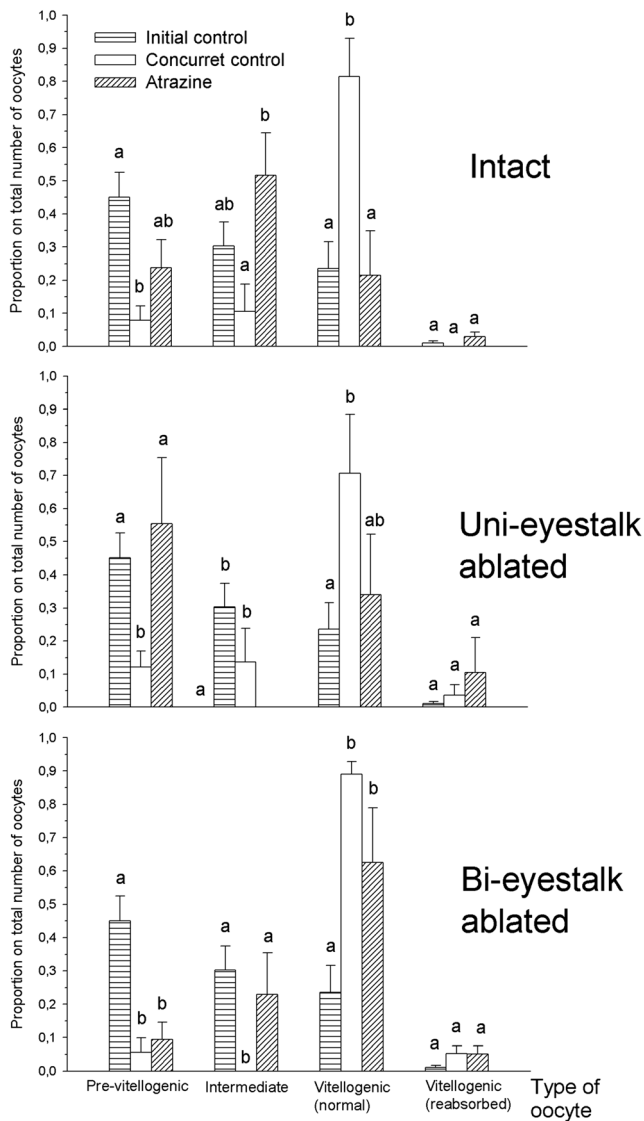 1,0
0,9
0,8
0,7
0,6
0,5
0,4
0,3
0,2
0,1
0,0
Proportion on total number of oocytes
Initial control
Concurret control
Atrazine
a
b
ab
ab
a
b
a
b
a
a
a
a
Intact
1,0
0,9
0,8
0,7
0,6
0,5
0,4
0,3
0,2
0,1
0,0
Proportion on total number of oocytes
a
b
a
a
b
b
a
b
ab
a
a
a
Uni-eyestalk
ablated
1,0
0,9
0,8
0,7
0,6
0,5
0,4
0,3
0,2
0,1
0,0
Proportion on total number of oocytes
a
b
b
a
b
a
a
b
b
a
a
a
Bi-eyestalk
ablated
Pre-vitellogenic
Intermediate
Vitellogenic
(normal)
Vitellogenic
(reabsorbed)
Type of
oocyte